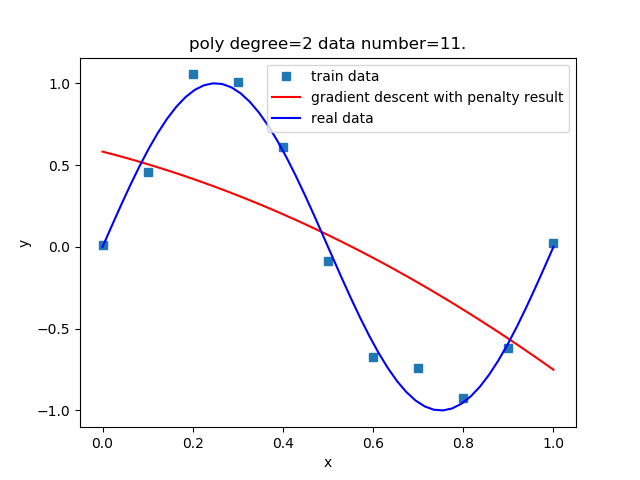 poly degree=2 data number=11.
train data
gradient descent with penalty result
real data
1.0
0.5
0.0
−0.5
−1.0
y
0.0 0.2 0.4 0.6 0.8 1.0
x